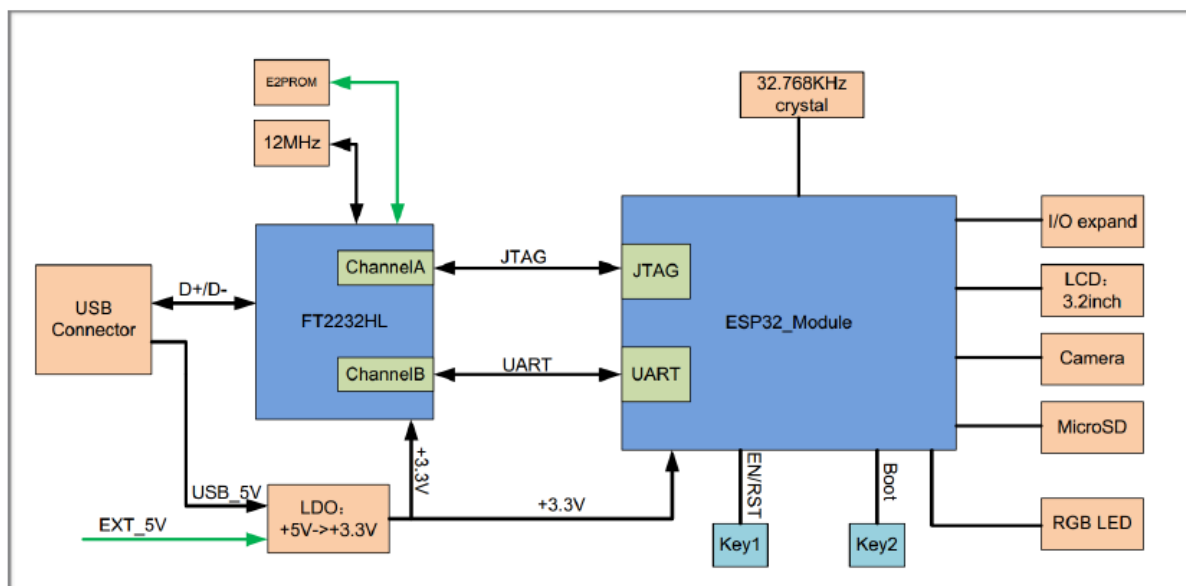 E2PROM
12MHz
32.768KHz
crystal
USB
Connector
D+/D-
FT2232HL
ChannelA
ChannelB
JTAG
UART
JTAG
UART
ESP32_Module
I/O expand
LCD：
3.2inch
Camera
MicroSD
RGB LED
USB_5V
EXT_5V
LDO：
+5V->+3.3V
+3.3V
+3.3V
EN/RST
Boot
Key1
Key2